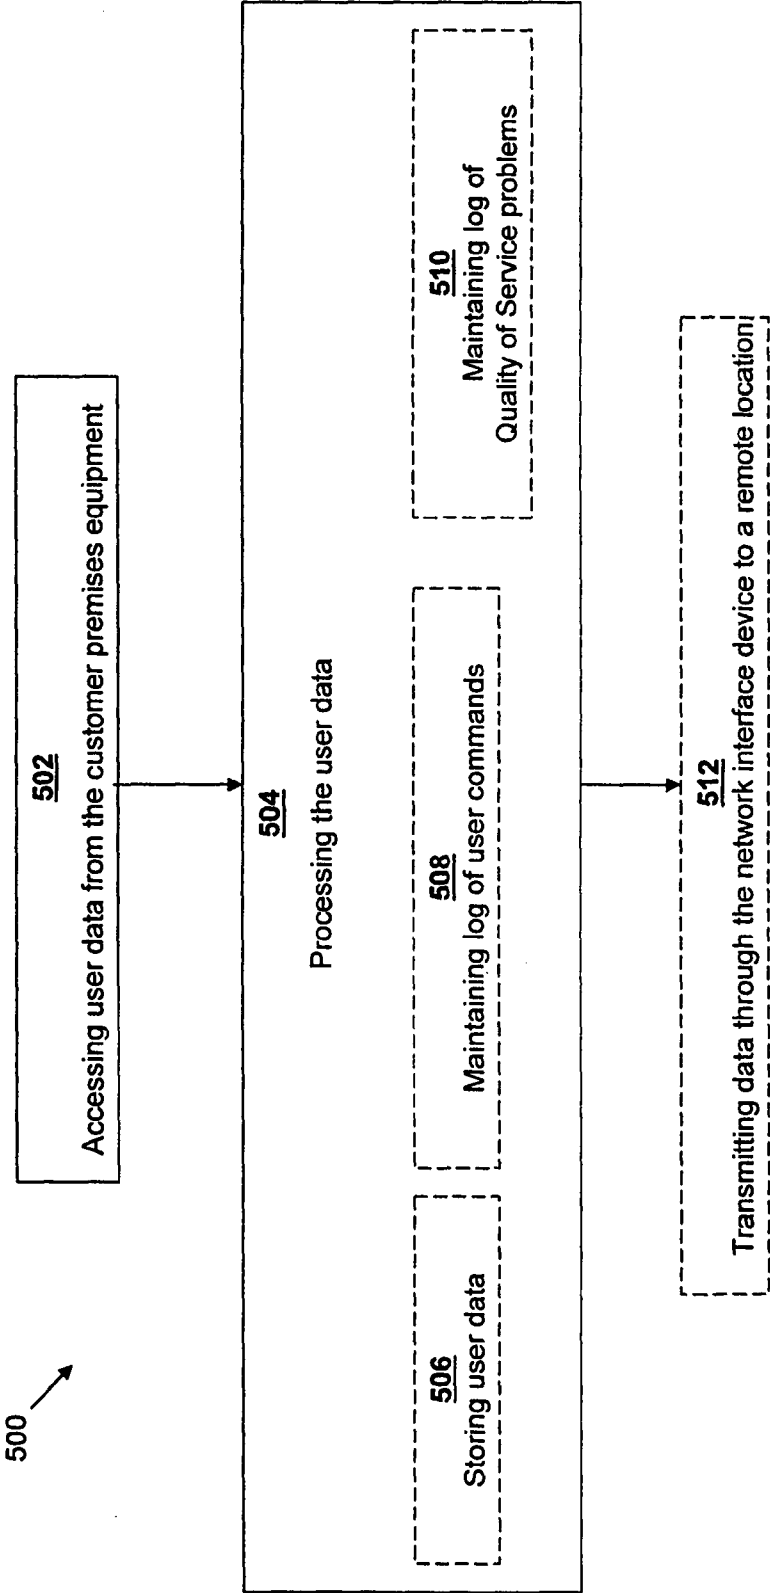 500
502
Accessing user data from the customer premises equipment
504
Processing the user data
506
Storing user data
508
Maintaining log of user commands
510
Maintaining log of
Quality of Service problems
512
Transmitting data through the network interface device to a remote location